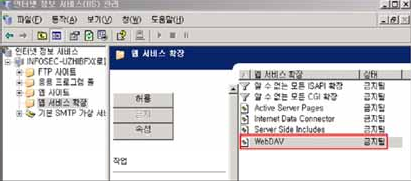 인터넷 정보 서비스(IIS) 관리
파일(F) 동작(A) 보기(V) 창(W) 도움말(H)
인터넷 정보 서비스
INFOSEC-UZHIBFX(로컬
FTP 사이트
응용 프로그램 풀
웹 사이트
웹 서비스 확장
기본 SMTP 가상 서
웹 서비스 확장
허용
금지
속성
작업
웹 서비스 확장 상태
알 수 없는 모든 ISAPI 확장 금지됨
알 수 없는 모든 CGI 확장 금지됨
Active Server Pages 금지됨
Internet Data Connector 금지됨
Server Side Includes 금지됨
WebDAV 금지됨